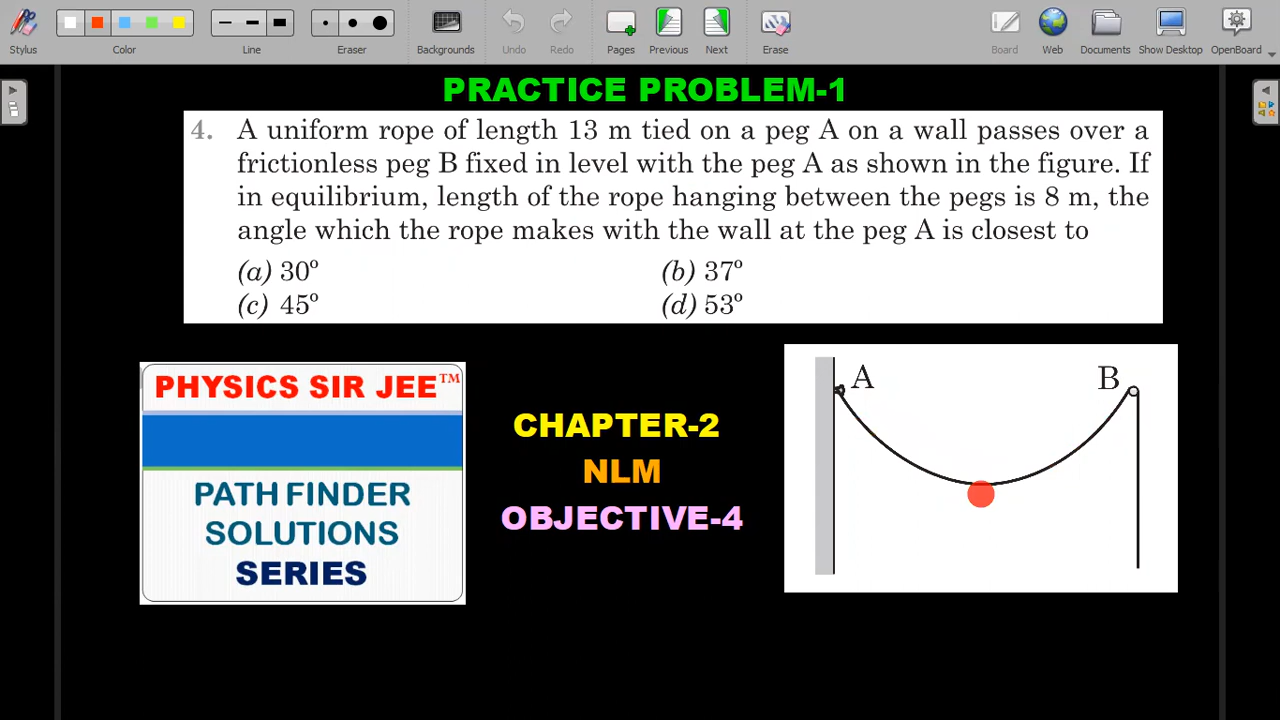 Stylus
Color
Line
Eraser
Backgrounds
Undo
Redo
Pages
Previous
Next
Erase
Board
Web
Documents
Show Desktop
OpenBoard
PRACTICE PROBLEM-1
4. A uniform rope of length 13 m tied on a peg A on a wall passes over a
frictionless peg B fixed in level with the peg A as shown in the figure. If
in equilibrium, length of the rope hanging between the pegs is 8 m, the
angle which the rope makes with the wall at the peg A is closest to
(a) 30º (b) 37º
(c) 45º (d) 53º
PHYSICS SIR JEE™
PATH FINDER
SOLUTIONS
SERIES
CHAPTER-2
NLM
OBJECTIVE-4
A B